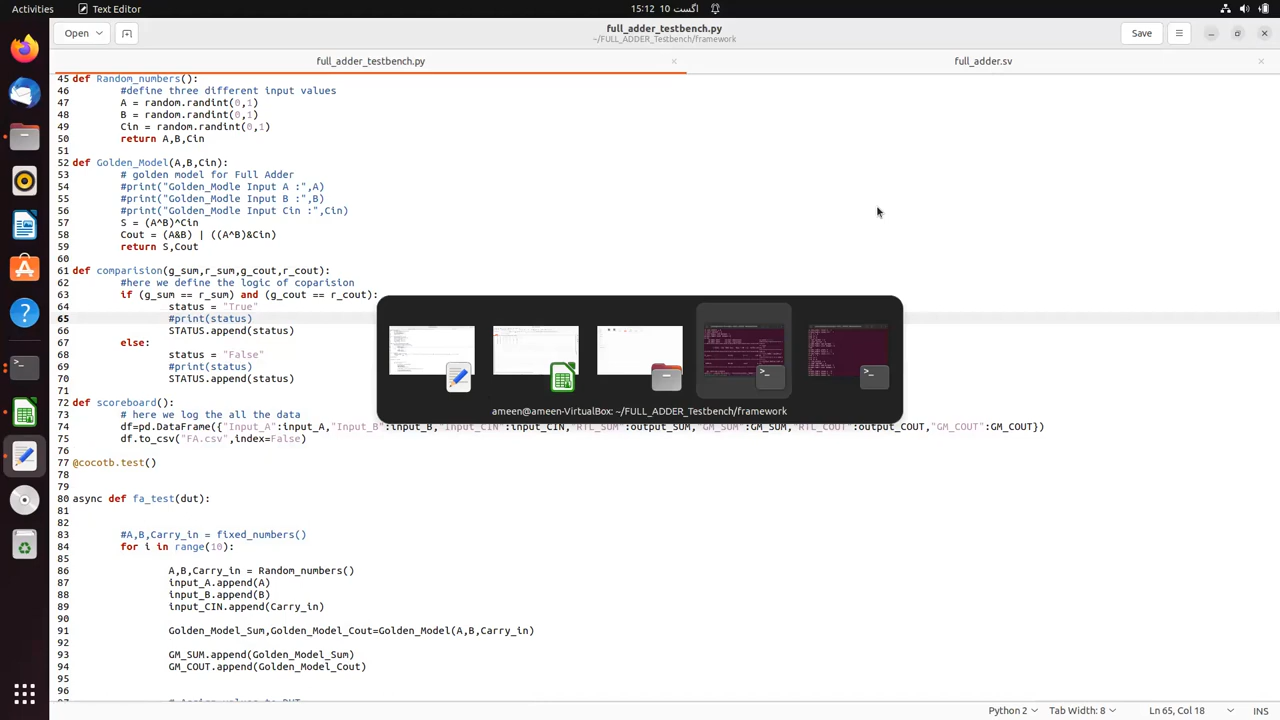 Activities Text Editor 15:12 10 اگست
Open full_adder_testbench.py Save
~/FULL_ADDER_Testbench/framework
full_adder_testbench.py full_adder.sv
45 def Random_numbers():
46 #define three different input values
47 A = random.randint(0,1)
48 B = random.randint(0,1)
49 Cin = random.randint(0,1)
50 return A,B,Cin
51
52 def Golden_Model(A,B,Cin):
53 # golden model for Full Adder
54 #print("Golden_Modle Input A :",A)
55 #print("Golden_Modle Input B :",B)
56 #print("Golden_Modle Input Cin :",Cin)
57 S = (A^B)^Cin
58 Cout = (A&B) | ((A^B)&Cin)
59 return S,Cout
60
61 def comparision(g_sum,r_sum,g_cout,r_cout):
62 #here we define the logic of coparision
63 if (g_sum == r_sum) and (g_cout == r_cout):
64 status = "True"
65 #print(status)
66 STATUS.append(status)
67 else:
68 status = "False"
69 #print(status)
70 STATUS.append(status)
71
72 def scoreboard():
73 # here we log the all the data
74 df=pd.DataFrame({"Input_A":input_A,"Input_B":input_B,"Input_CIN":input_CIN,"RTL_SUM":output_SUM,"GM_SUM":GM_SUM,"RTL_COUT":output_COUT,"GM_COUT":GM_COUT})
75 df.to_csv("FA.csv",index=False)
76
77 @cocotb.test()
78
79
80 async def fa_test(dut):
81
82
83 #A,B,Carry_in = fixed_numbers()
84 for i in range(10):
85
86 A,B,Carry_in = Random_numbers()
87 input_A.append(A)
88 input_B.append(B)
89 input_CIN.append(Carry_in)
90
91 Golden_Model_Sum,Golden_Model_Cout=Golden_Model(A,B,Carry_in)
92
93 GM_SUM.append(Golden_Model_Sum)
94 GM_COUT.append(Golden_Model_Cout)
95
96
ameen@ameen-VirtualBox: ~/FULL_ADDER_Testbench/framework
Python 2 Tab Width: 8 Ln 65, Col 18 INS